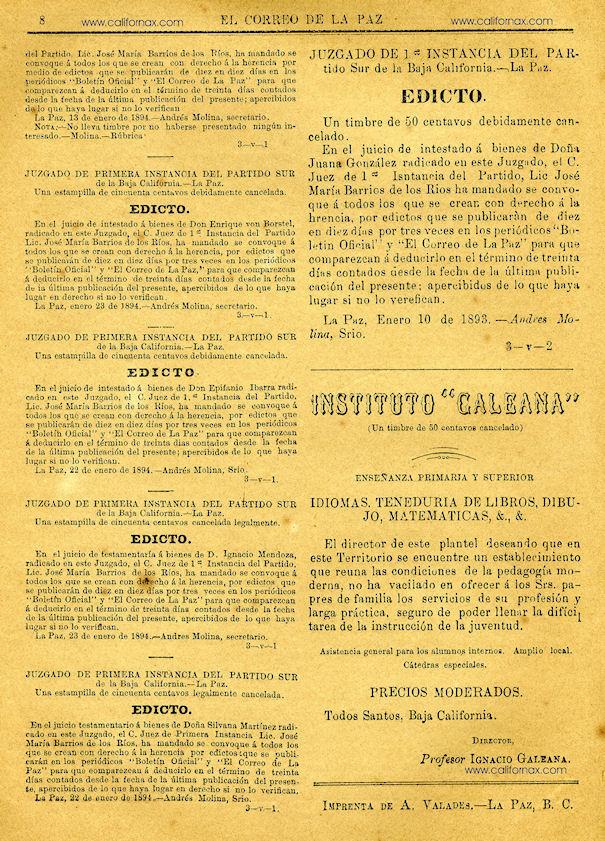 8
EL CORREO DE LA PAZ
www.californax.com
www.californax.com
del Partido, Lic. José María Barrios de los Ríos, ha mandado se
convoque á todos los que se crean con derecho á la herencia por
medio de edictos que se publicarán de diez en diez días en los
periódicos "Boletín Oficial" y "El Correo de La Paz" para que
comparezcan á deducirlo en el término de treinta días contados
desde la fecha de la última publicación del presente; apercibidos
de lo que haya lugar si no lo verifican
La Paz, 13 de enero de 1894.—Andrés Molina, secretario.
NOTA:—No lleva timbre por no haberse presentado ningún in-
teresado.—Molina.—Rúbrica
3—v—1
JUZGADO DE PRIMERA INSTANCIA DEL PARTIDO SUR
de la Baja California.—La Paz.
Una estampilla de cincuenta centavos debidamente cancelada.
EDICTO.
En el juicio de intestado á bienes de Don Enrique von Borstel,
radicado en este Juzgado, el C. Juez de 1.ª Instancia del Partido
Lic. José María Barrios de los Ríos, ha mandado se convoque á
todos los que se crean con derecho á la herencia, por edictos que
se publicarán de diez en diez días por tres veces en los periódicos
"Boletín Oficial" y "El Correo de La Paz," para que comparezcan
á deducirlo en el término de treinta días contados desde la fecha
de la última publicación del presente, apercibidos de lo que haya
lugar en derecho si no lo verifican.
La Paz, enero 23 de 1894.—Andrés Molina, secretario.
3—v—1.
JUZGADO DE PRIMERA INSTANCIA DEL PARTIDO SUR
de la Baja California.—La Paz.
Una estampilla de cincuenta centavos debidamente cancelada.
EDICTO
En el juicio de intestado á bienes de Don Epifanio Ibarra radi-
cado en este Juzgado, el C. Juez de 1.ª Instancia del Partido,
Lic. José María Barrios de los Ríos, ha mandado se convoque á
todos los que se crean con derecho á la herencia, por edictos que
se publicarán de diez en diez días por tres veces en los periódicos
"Boletín Oficial" y "El Correo de La Paz" para que comparezcan
á deducirlo en el término de treinta dias contados desde la fecha
de la última publicación del presente; apercibidos de lo que haya
lugar si no lo verifican.
La Paz, 22 de enero de 1894.—Andrés Molina, Srio.
3—v—1.
JUZGADO DE PRIMERA INSTANCIA DEL PARTIDO SUR
de la Baja California.—La Paz.
Una estampilla de cincuenta centavos cancelada legalmente.
EDICTO.
En el juicio de testamentaría á bienes de D. Ignacio Mendoza,
radicado en este Juzgado, el C. Juez de 1.ª Instancia del Partido,
Lic. José María Barrios de los Ríos, ha mandado se convoque á
todos los que se crean con derecho á la herencia, por edictos que
se publicarán de diez en diez días por tres veces en los periódicos
"Boletín Oficial" y "El Correo de La Paz" para que comparezcan
á deducirlo en el término de treinta días contados desde la fecha
de la última publicación del presente, apercibidos de lo que haya
lugar si no lo verifican.
La Paz, 23 de enero de 1894.—Andrés Molina, secretario.
3—v—1
JUZGADO DE PRIMERA INSTANCIA DEL PARTIDO SUR
de la Baja California.—La Paz.
Una estampilla de cincuenta centavos legalmente cancelada.
EDICTO.
En el juicio testamentario á bienes de Doña Silvana Martínez radi-
cado en este Juzgado, el C. Juez de Primera Instancia Lic. José
María Barrios de los Ríos, ha mandado se convoque á todos los
que se crean con derecho á la herencia por edictos que se publi-
carán en los periódicos "Boletín Oficial" y "El Correo de La
Paz" para que comparezcan á deducirlo en el término de treinta
días contados desde la fecha de la última publicación del presen-
te, apercibidos de lo que haya lugar en derecho si no lo verifican.
La Paz, 22 de enero de 1894.—Andrés Molina, Srio.
3—v—1.
JUZGADO DE 1.ª INSTANCIA DEL PAR-
tido Sur de la Baja California.—La Paz.
EDICTO.
Un timbre de 50 centavos debidamente can-
celado.
En el juicio de intestado á bienes de Doña
Juana González radicado en este Juzgado, el C.
Juez de 1.ª Isntancia del Partido, Lic José
María Barrios de los Rios ha mandado se convo-
que á todos los que se crean con derecho á la
hrencia, por edictos que se publicarán de diez
en diez días por tres veces en los periódicos "Bo-
letin Oficial" y "El Correo de La Paz" para que
comparezcan á deducirlo en el término de treinta
días contados desde la fecha de la última publi-
cación del presente; apercibidos de lo que haya
lugar si no lo verefican.
La Paz, Enero 10 de 1893.—Andres Mo-
lina, Srio.
3—v—2
INSTITUTO "GALEANA"
(Un timbre de 50 centavos cancelado)
ENSEÑANZA PRIMARIA Y SUPERIOR
IDIOMAS, TENEDURIA DE LIBROS, DIBU-
JO, MATEMATICAS, &., &.
El director de este plantel deseando que en
este Territorio se encuentre un establecimiento
que reuna las condiciones de la pedagogía mo-
derna, no ha vacilado en ofrecer á los Srs. pa-
pres de familia los servicios de su profesión y
larga práctica, seguro de poder llenar la difíci
tarea de la instrucción de la juventud.
Asistencia general para los alumnos internos. Amplio local.
Cátedras especiales.
PRECIOS MODERADOS.
Todos Santos, Baja California.
DIRECTOR,
Profesor IGNACIO GALEANA.
www.californax.com
IMPRENTA DE A. VALADES.—LA PAZ, B. C.